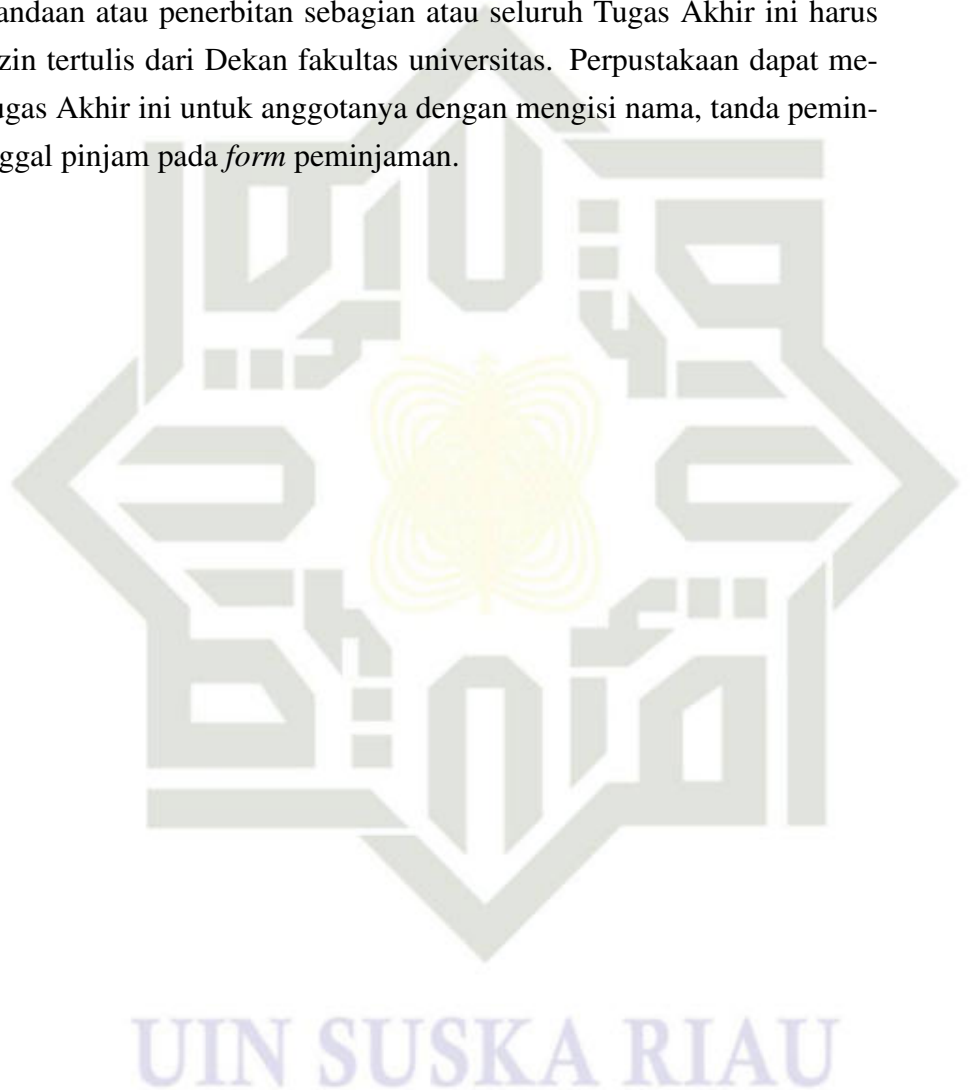 andaan atau penerbitan sebagian atau seluruh Tugas Akhir ini harus
zin tertulis dari Dekan fakultas universitas. Perpustakaan dapat me-
ugas Akhir ini untuk anggotanya dengan mengisi nama, tanda pemin-
ggal pinjam pada form peminjaman.
UIN SUSKA RIAU